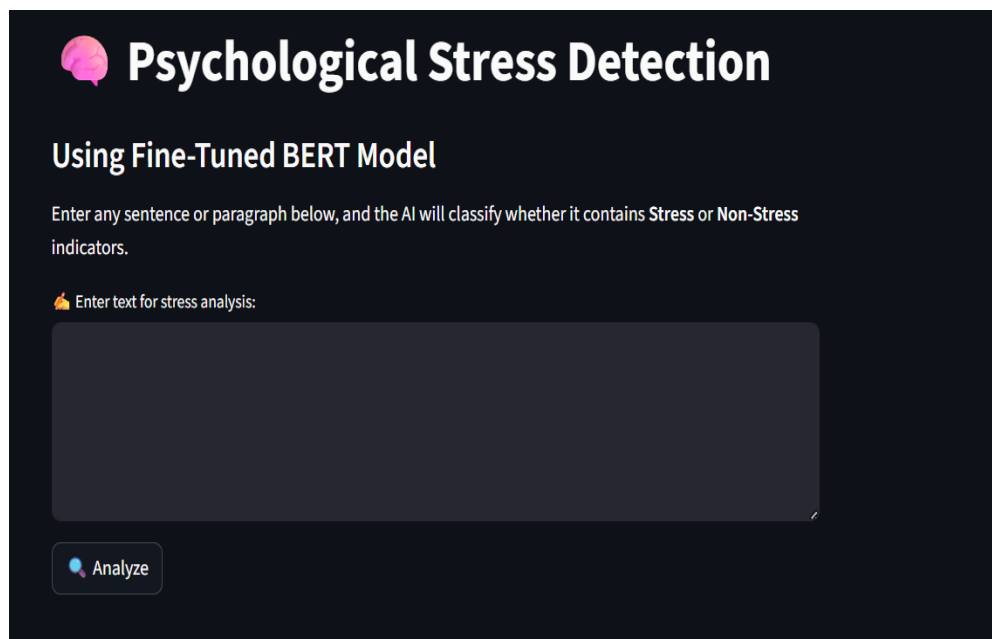 🧠 Psychological Stress Detection
Using Fine-Tuned BERT Model
Enter any sentence or paragraph below, and the AI will classify whether it contains Stress or Non-Stress
indicators.
✍️ Enter text for stress analysis:
🔍 Analyze